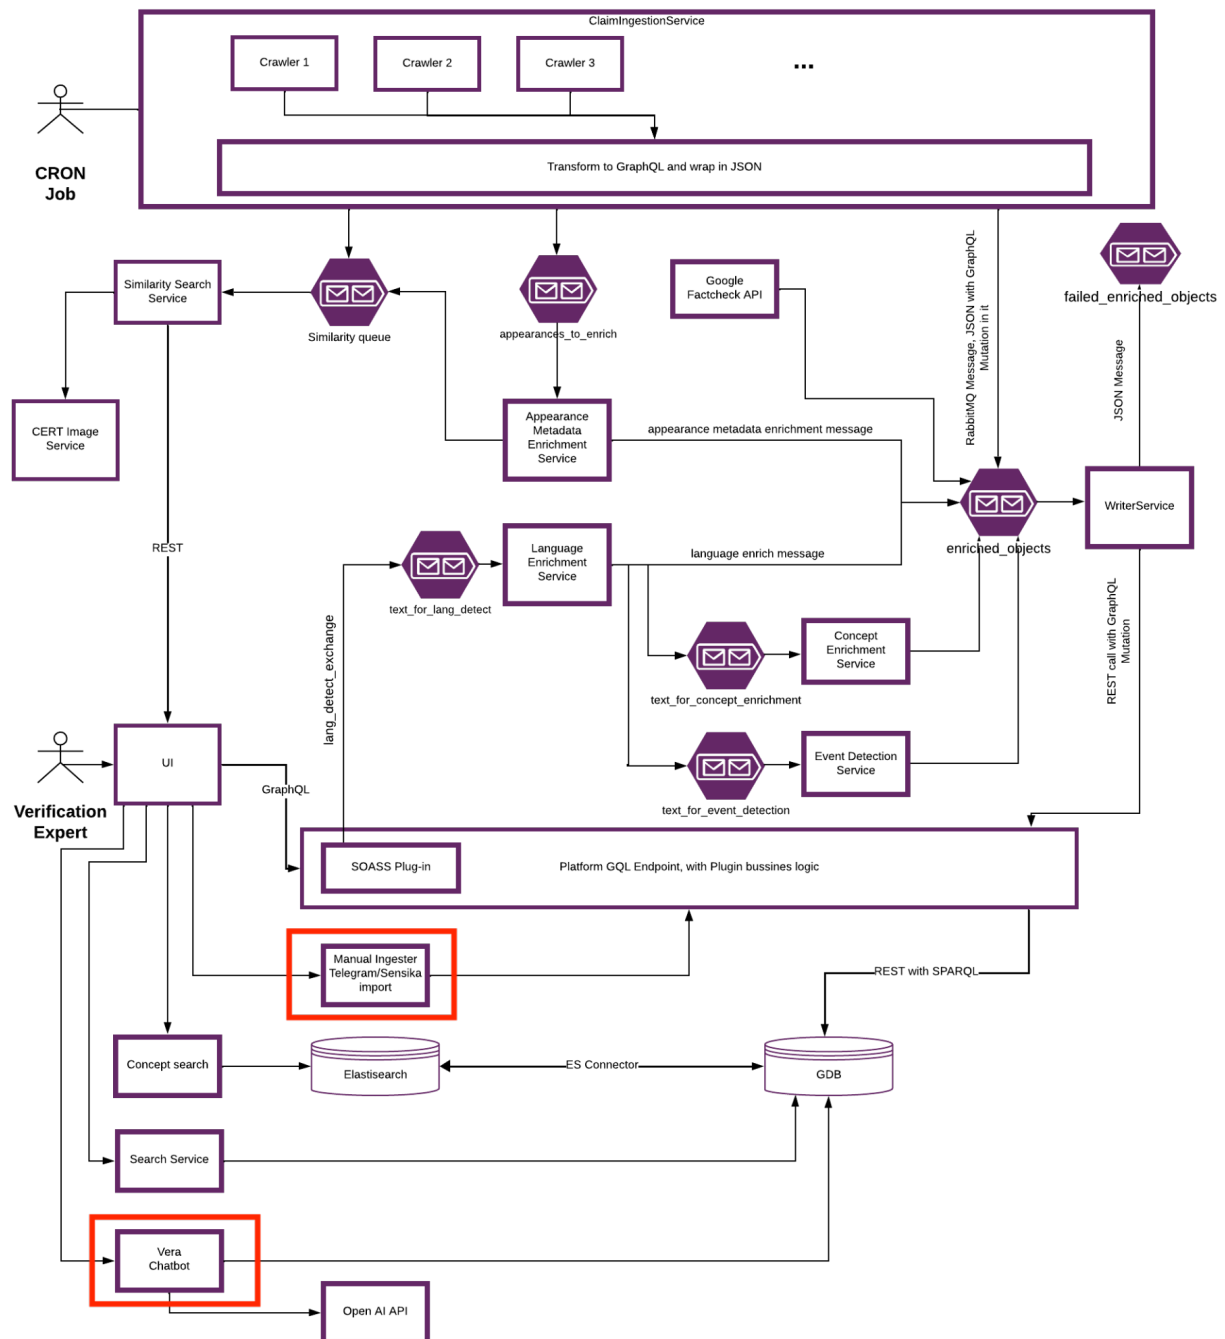 ClaimIngestionService
Crawler 1
Crawler 2
Crawler 3
...
CRON
Job
Transform to GraphQL and wrap in JSON
RabbitMQ Message, JSON with GraphQL
Mutation in it
failed_enriched_objects
Similarity Search
Service
Similarity queue
appearances_to_enrich
Google
Factcheck API
JSON Message
CERT Image
Service
Appearance
Metadata
Enrichment
Service
appearance metadata enrichment message
WriterService
enriched_objects
REST
text_for_lang_detect
Language
Enrichment
Service
language enrich message
lang_detect_exchange
text_for_concept_enrichment
Concept
Enrichment
Service
REST call with GraphQL
Mutation
Verification
Expert
UI
GraphQL
text_for_event_detection
Event Detection
Service
SOASS Plug-in
Platform GQL Endpoint, with Plugin bussines logic
Manual Ingester
Telegram/Sensika
import
REST with SPARQL
Concept search
Elastisearch
ES Connector
GDB
Search Service
Vera
Chatbot
Open AI API